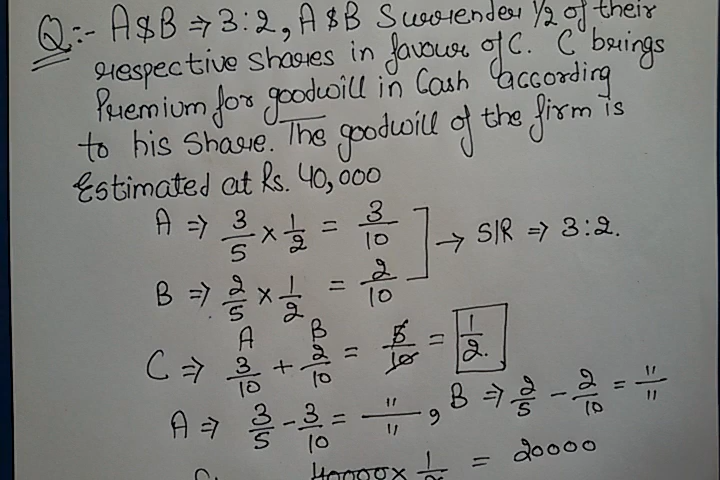 Q:- A$B ⇒ 3:2, A $ B Surrender 1/2 of their
respective shares in favour of C. C brings
Premium for goodwill in Cash according
to his Share. The goodwill of the firm is
Estimated at Rs. 40,000
A ⇒ 3/5 × 1/2 = 3/10
→ S/R ⇒ 3:2.
B ⇒ 2/5 × 1/2 = 2/10
A B
C ⇒ 3/10 + 2/10 = 5/10 = 1/2.
A ⇒ 3/5 - 3/10 = "/", B ⇒ 2/5 - 2/10 = "/"
40000 × 1/2 = 20000